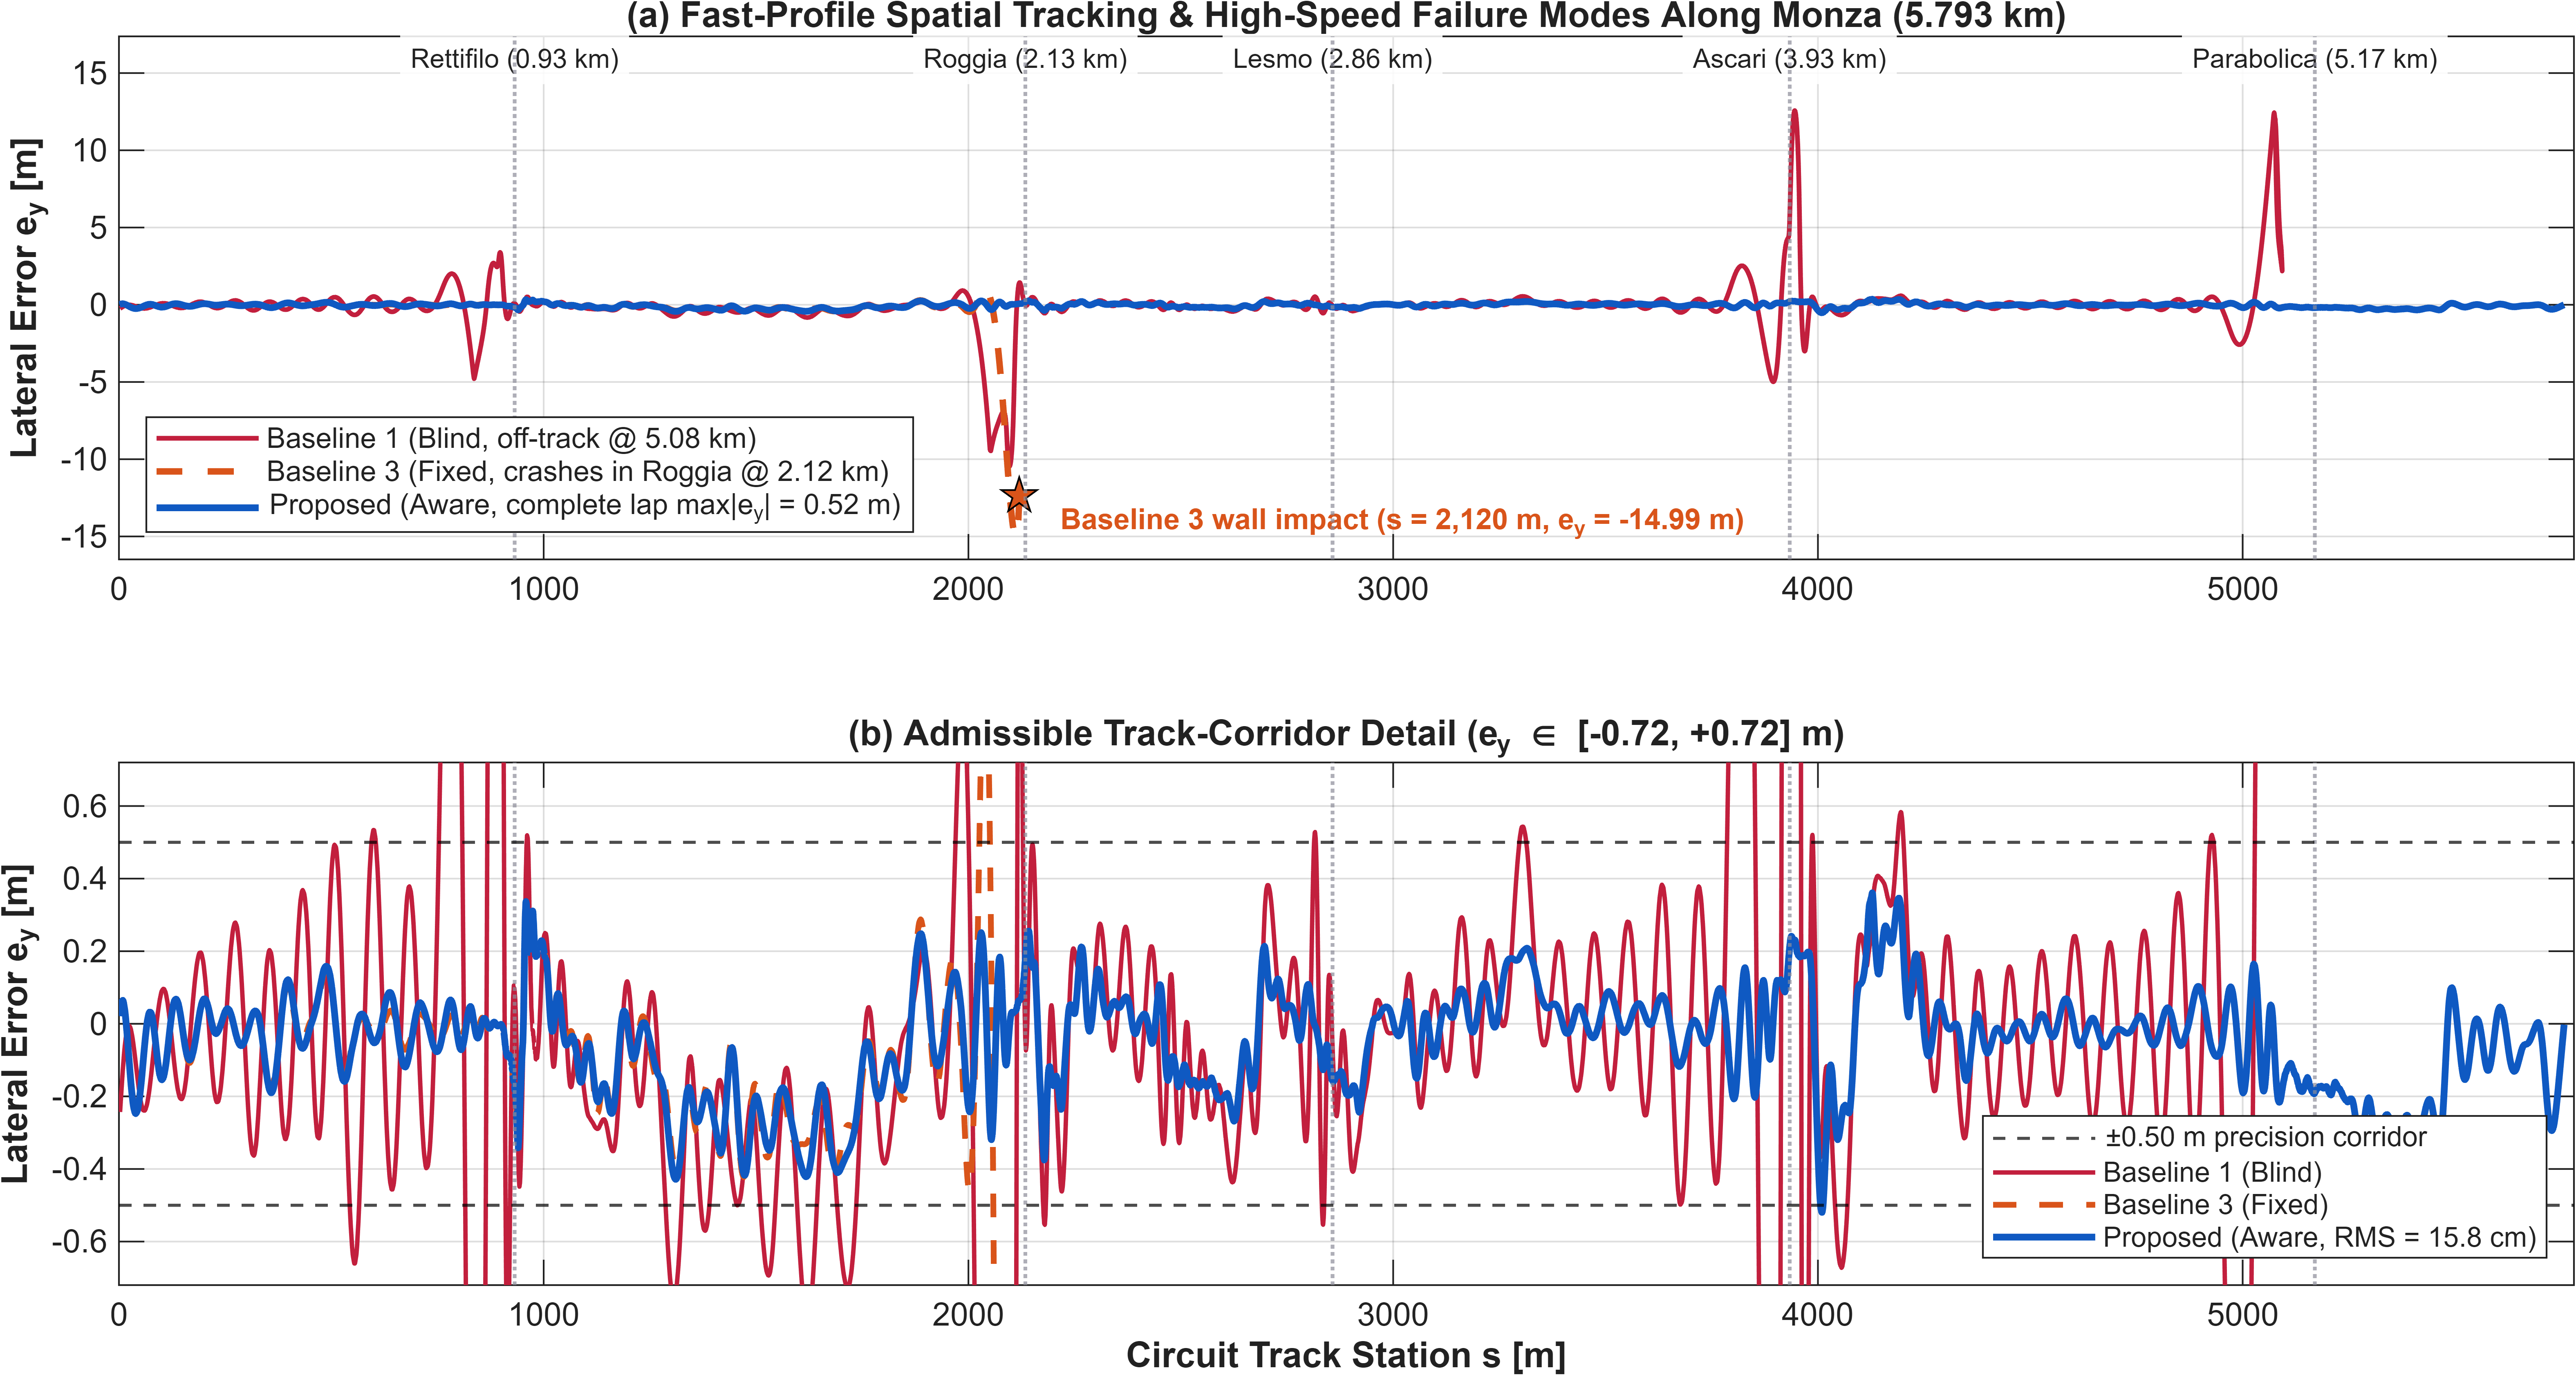 (a) Fast-Profile Spatial Tracking & High-Speed Failure Modes Along Monza (5.793 km)
Rettifilo (0.93 km)
Roggia (2.13 km)
Lesmo (2.86 km)
Ascari (3.93 km)
Parabolica (5.17 km)
Lateral Error e_y [m]
15
10
5
0
-5
-10
-15
Baseline 1 (Blind, off-track @ 5.08 km)
Baseline 3 (Fixed, crashes in Roggia @ 2.12 km)
Proposed (Aware, complete lap max|e_y| = 0.52 m)
Baseline 3 wall impact (s = 2,120 m, e_y = -14.99 m)
0
1000
2000
3000
4000
5000
(b) Admissible Track-Corridor Detail (e_y ∈ [-0.72, +0.72] m)
Lateral Error e_y [m]
0.6
0.4
0.2
0
-0.2
-0.4
-0.6
±0.50 m precision corridor
Baseline 1 (Blind)
Baseline 3 (Fixed)
Proposed (Aware, RMS = 15.8 cm)
0
1000
2000
3000
4000
5000
Circuit Track Station s [m]